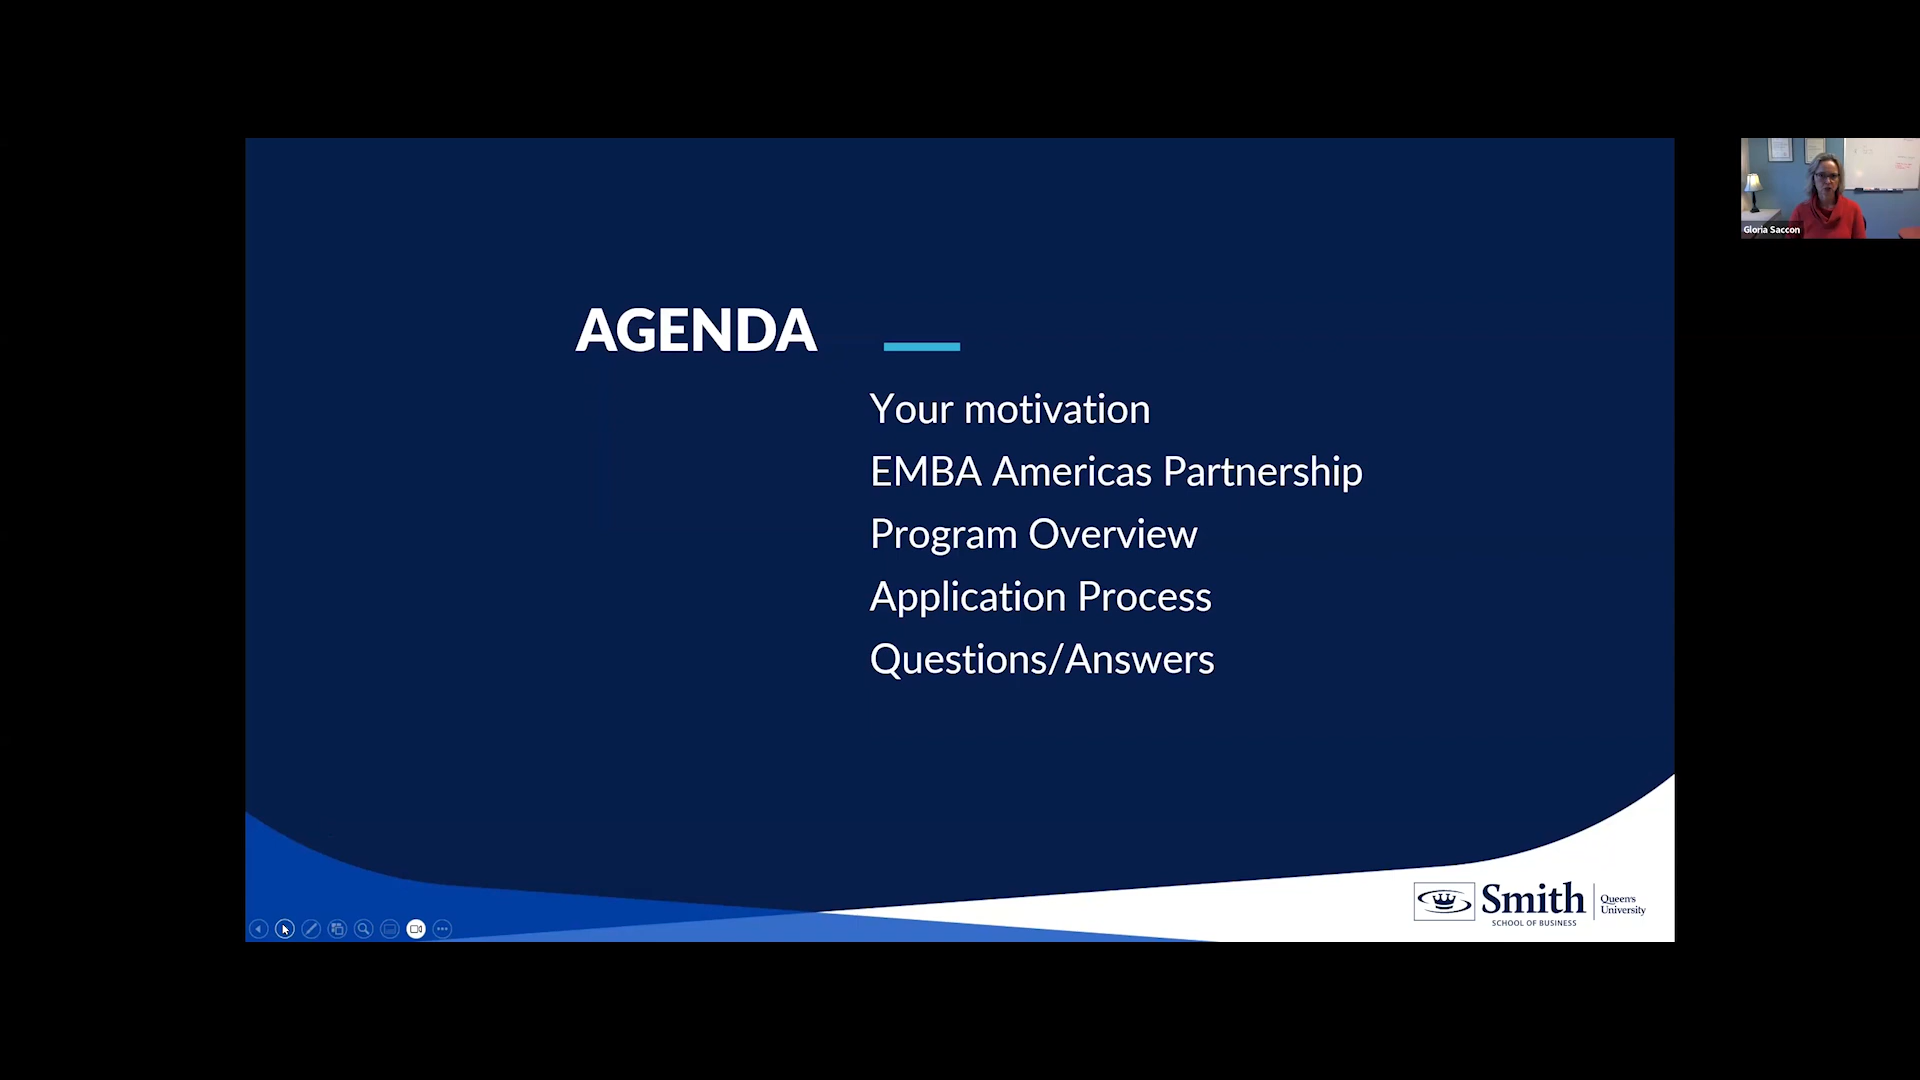 AGENDA
Your motivation
EMBA Americas Partnership
Program Overview
Application Process
Questions/Answers
Gloria Saccon
Smith
SCHOOL OF BUSINESS
Queen's
University